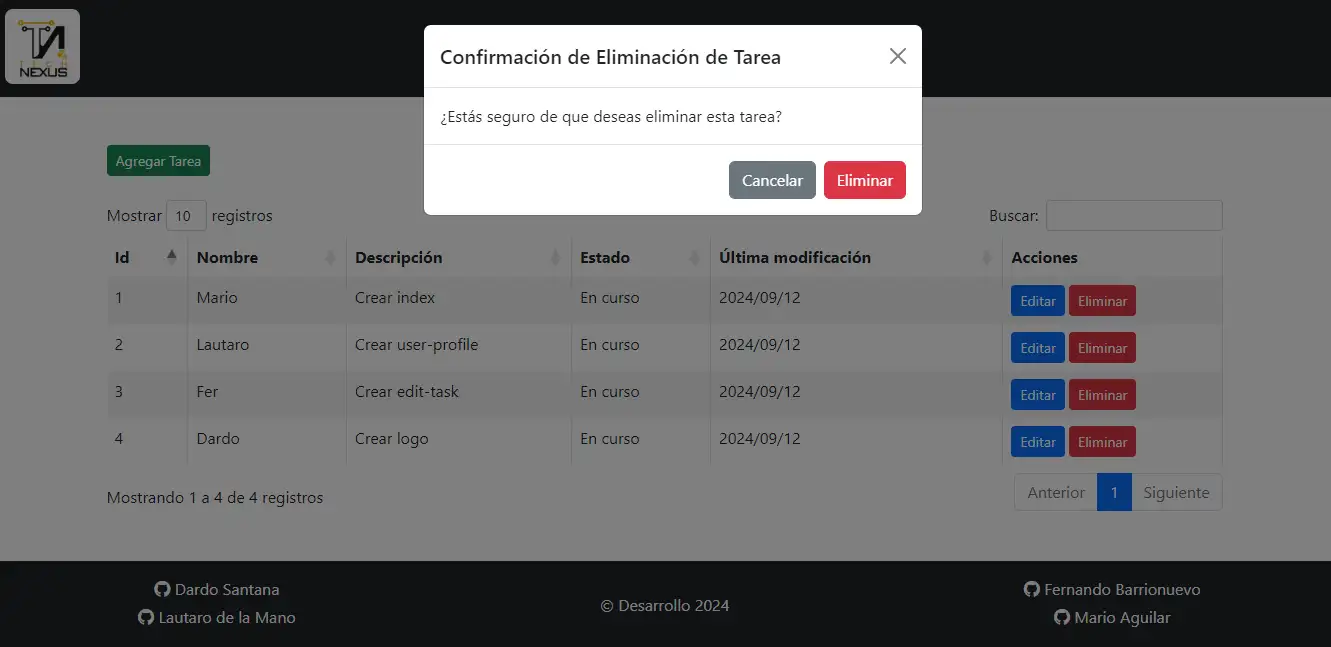 NEXUS
Confirmación de Eliminación de Tarea
¿Estás seguro de que deseas eliminar esta tarea?
Cancelar Eliminar
Agregar Tarea
Mostrar 10 registros Buscar:
Id Nombre Descripción Estado Última modificación Acciones
1 Mario Crear index En curso 2024/09/12 Editar Eliminar
2 Lautaro Crear user-profile En curso 2024/09/12 Editar Eliminar
3 Fer Crear edit-task En curso 2024/09/12 Editar Eliminar
4 Dardo Crear logo En curso 2024/09/12 Editar Eliminar
Mostrando 1 a 4 de 4 registros Anterior 1 Siguiente
Dardo Santana
Lautaro de la Mano
© Desarrollo 2024
Fernando Barrionuevo
Mario Aguilar